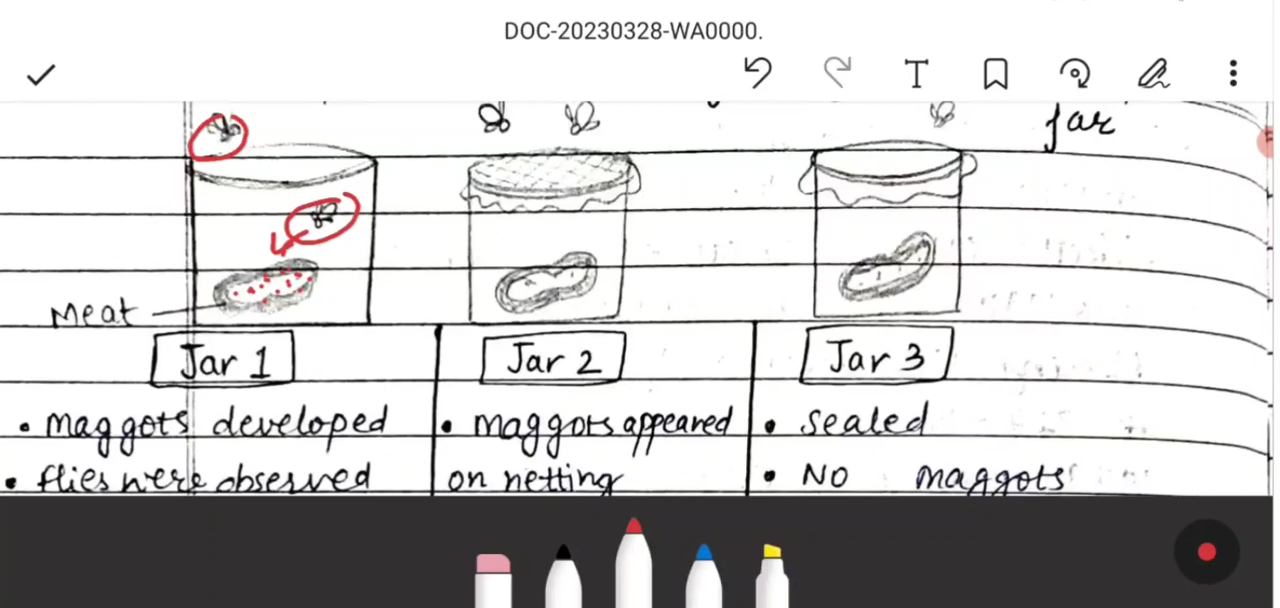 DOC-20230328-WA0000.
T
Jar
Meat
Jar 1
Jar 2
Jar 3
• Maggots developed
• flies were observed
• maggots appeared
on netting
• sealed
• NO maggots